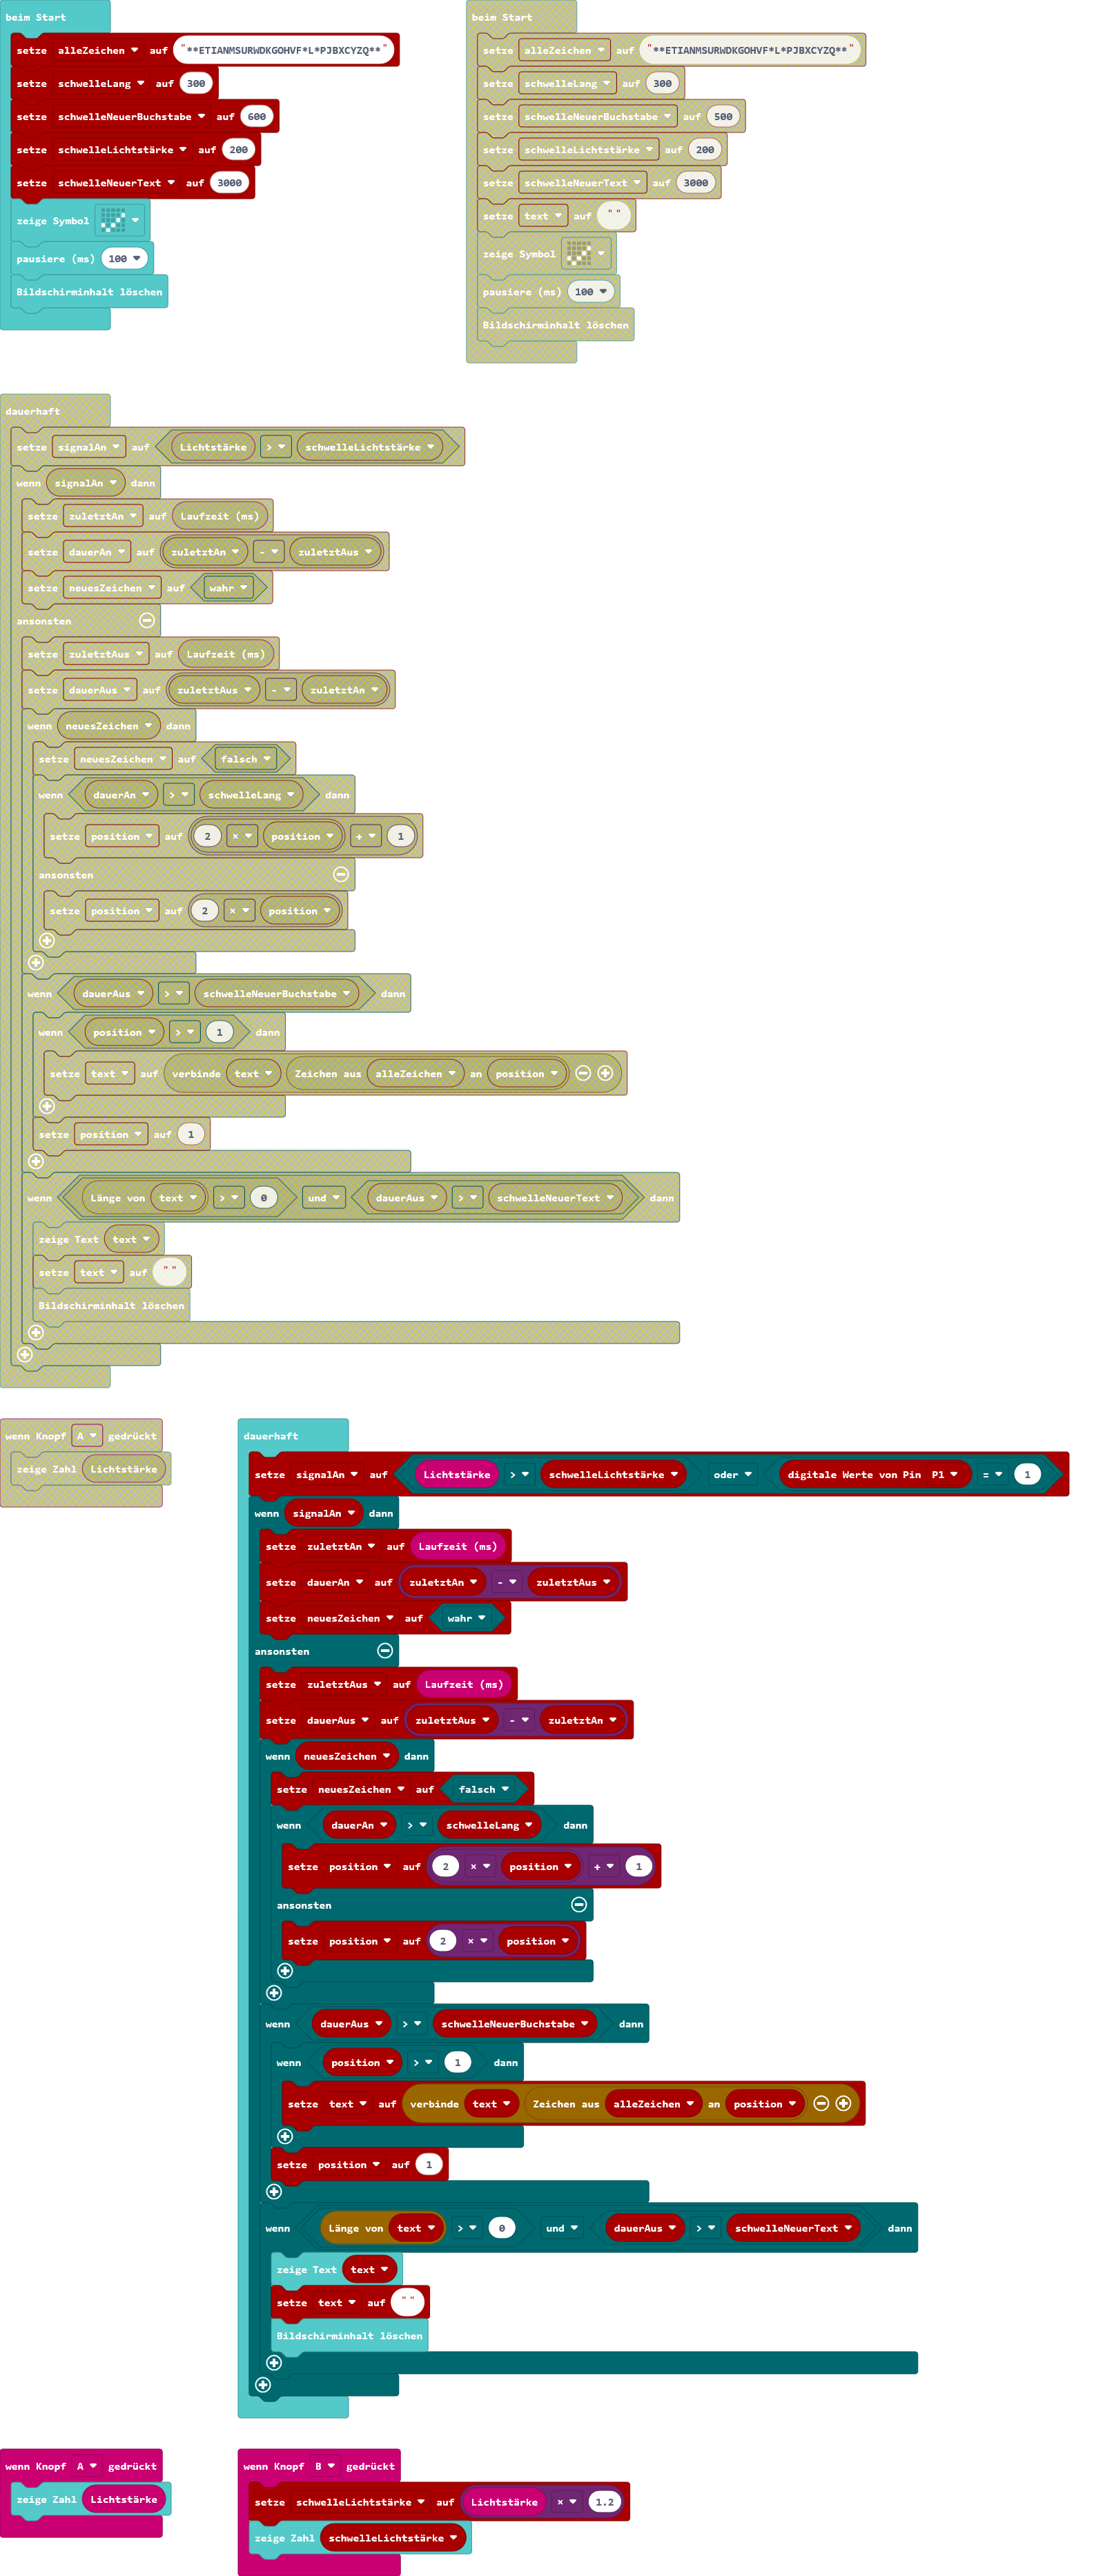 beim Start
setze alleZeichen auf "**ETIANMSURWDKGOHVF*L*PJBXCYZQ**"
setze schwelleLang auf 300
setze schwelleNeuerBuchstabe auf 600
setze schwelleLichtstärke auf 200
setze schwelleNeuerText auf 3000
zeige Symbol
pausiere (ms) 100
Bildschirminhalt löschen
beim Start
setze alleZeichen auf "**ETIANMSURWDKGOHVF*L*PJBXCYZQ**"
setze schwelleLang auf 300
setze schwelleNeuerBuchstabe auf 500
setze schwelleLichtstärke auf 200
setze schwelleNeuerText auf 3000
setze text auf ""
zeige Symbol
pausiere (ms) 100
Bildschirminhalt löschen
dauerhaft
setze signalAn auf Lichtstärke > schwelleLichtstärke
wenn signalAn dann
setze zuletztAn auf Laufzeit (ms)
setze dauerAn auf zuletztAn - zuletztAus
setze neuesZeichen auf wahr
ansonsten
setze zuletztAus auf Laufzeit (ms)
setze dauerAus auf zuletztAus - zuletztAn
wenn neuesZeichen dann
setze neuesZeichen auf falsch
wenn dauerAn > schwelleLang dann
setze position auf 2 × position + 1
ansonsten
setze position auf 2 × position
wenn dauerAus > schwelleNeuerBuchstabe dann
wenn position > 1 dann
setze text auf verbinde text Zeichen aus alleZeichen an position
setze position auf 1
wenn Länge von text > 0 und dauerAus > schwelleNeuerText dann
zeige Text text
setze text auf ""
Bildschirminhalt löschen
wenn Knopf A gedrückt
zeige Zahl Lichtstärke
dauerhaft
setze signalAn auf Lichtstärke > schwelleLichtstärke oder digitale Werte von Pin P1 = 1
wenn signalAn dann
setze zuletztAn auf Laufzeit (ms)
setze dauerAn auf zuletztAn - zuletztAus
setze neuesZeichen auf wahr
ansonsten
setze zuletztAus auf Laufzeit (ms)
setze dauerAus auf zuletztAus - zuletztAn
wenn neuesZeichen dann
setze neuesZeichen auf falsch
wenn dauerAn > schwelleLang dann
setze position auf 2 × position + 1
ansonsten
setze position auf 2 × position
wenn dauerAus > schwelleNeuerBuchstabe dann
wenn position > 1 dann
setze text auf verbinde text Zeichen aus alleZeichen an position
setze position auf 1
wenn Länge von text > 0 und dauerAus > schwelleNeuerText dann
zeige Text text
setze text auf ""
Bildschirminhalt löschen
wenn Knopf A gedrückt
zeige Zahl Lichtstärke
wenn Knopf B gedrückt
setze schwelleLichtstärke auf Lichtstärke × 1.2
zeige Zahl schwelleLichtstärke